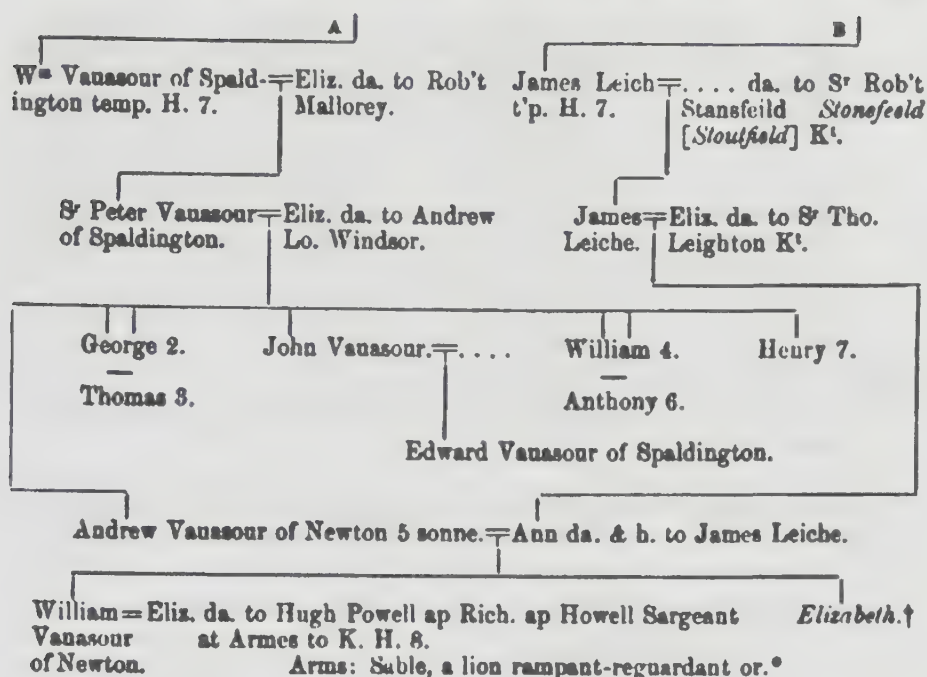 A
B
Wᵐ Vanasour of Spald-
ington temp. H. 7.
Eliz. da. to Rob't
Mallorey.
James Leich
t'p. H. 7.
. . . . da. to Sʳ Rob't
Stansfeild Stonefeeld
[Stoutfield] Kᵗ.
Sʳ Peter Vanasour
of Spaldington.
Eliz. da. to Andrew
Lo. Windsor.
James
Leiche.
Eliz. da. to Sʳ Tho.
Leighton Kᵗ.
George 2.
Thomas 3.
John Vanasour.
. . . .
William 4.
Anthony 6.
Henry 7.
Edward Vanasour of Spaldington.
Andrew Vanasour of Newton 5 sonne.
Ann da. & h. to James Leiche.
William
Vanasour
of Newton.
Eliz. da. to Hugh Powell ap Rich. ap Howell Sargeant
at Armes to K. H. 8.
Arms: Sable, a lion rampant-reguardant or.*
Elizabeth.†